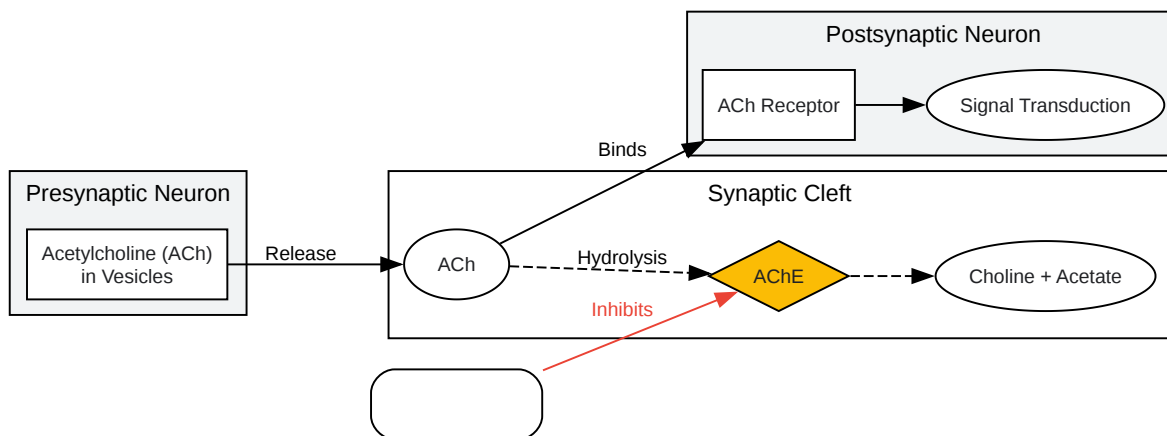 Postsynaptic Neuron
ACh Receptor
Signal Transduction
Binds
Presynaptic Neuron
Synaptic Cleft
Acetylcholine (ACh)
in Vesicles
Release
ACh
Hydrolysis
AChE
Choline + Acetate
Inhibits